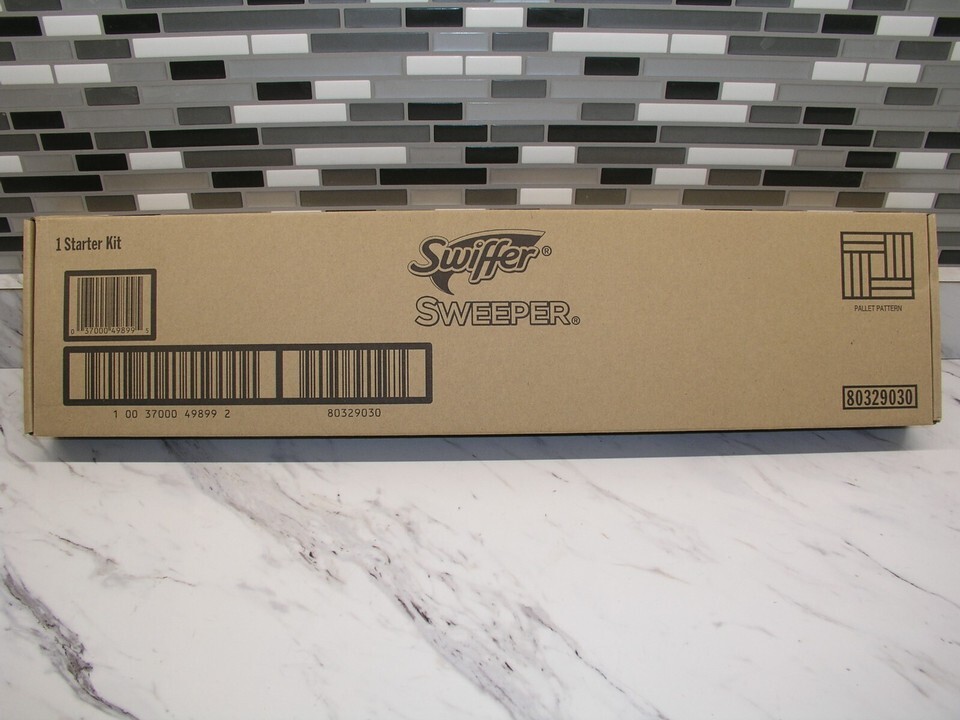 1 Starter Kit
Swiffer®
SWEEPER®
PALLET PATTERN
0 37000 49899 5
1 00 37000 49899 2
80329030
80329030